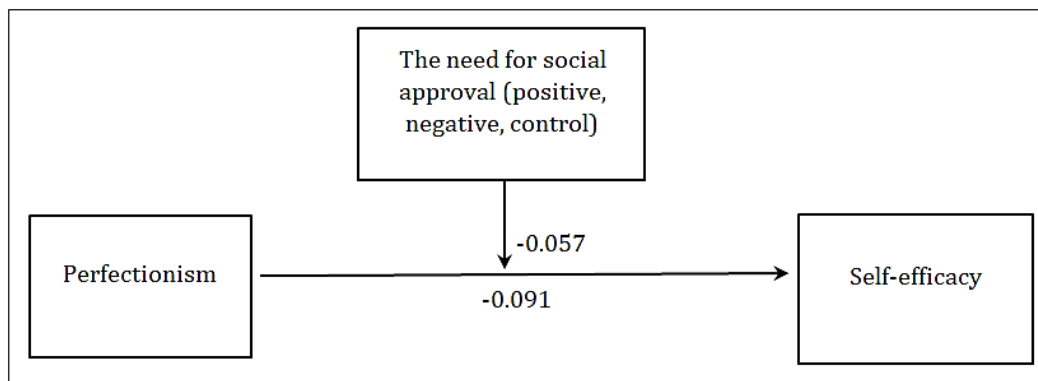 The need for social
approval (positive,
negative, control)
-0.057
Perfectionism
-0.091
Self-efficacy